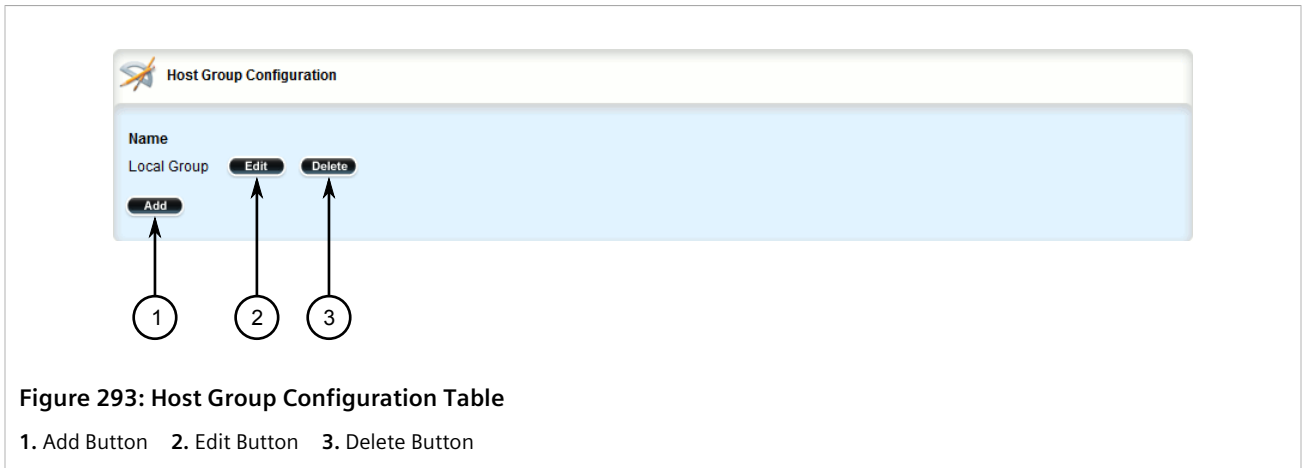 Host Group Configuration
Name
Local Group Edit Delete
Add
1 2 3
Figure 293: Host Group Configuration Table
1. Add Button 2. Edit Button 3. Delete Button